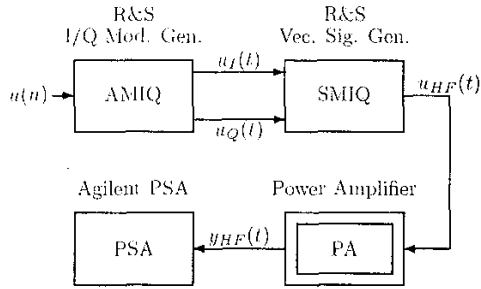 R&S
I/Q Mod. Gen.
R&S
Vec. Sig. Gen.
u(n)
AMIQ
u_I(t)
u_Q(t)
SMIQ
u_HF(t)
Agilent PSA
Power Amplifier
PSA
y_HF(t)
PA